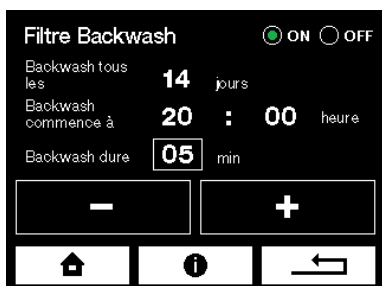 Filtre Backwash ON OFF
Backwash tous
les 14 jours
Backwash
commence à 20 : 00 heure
Backwash dure 05 min
− +